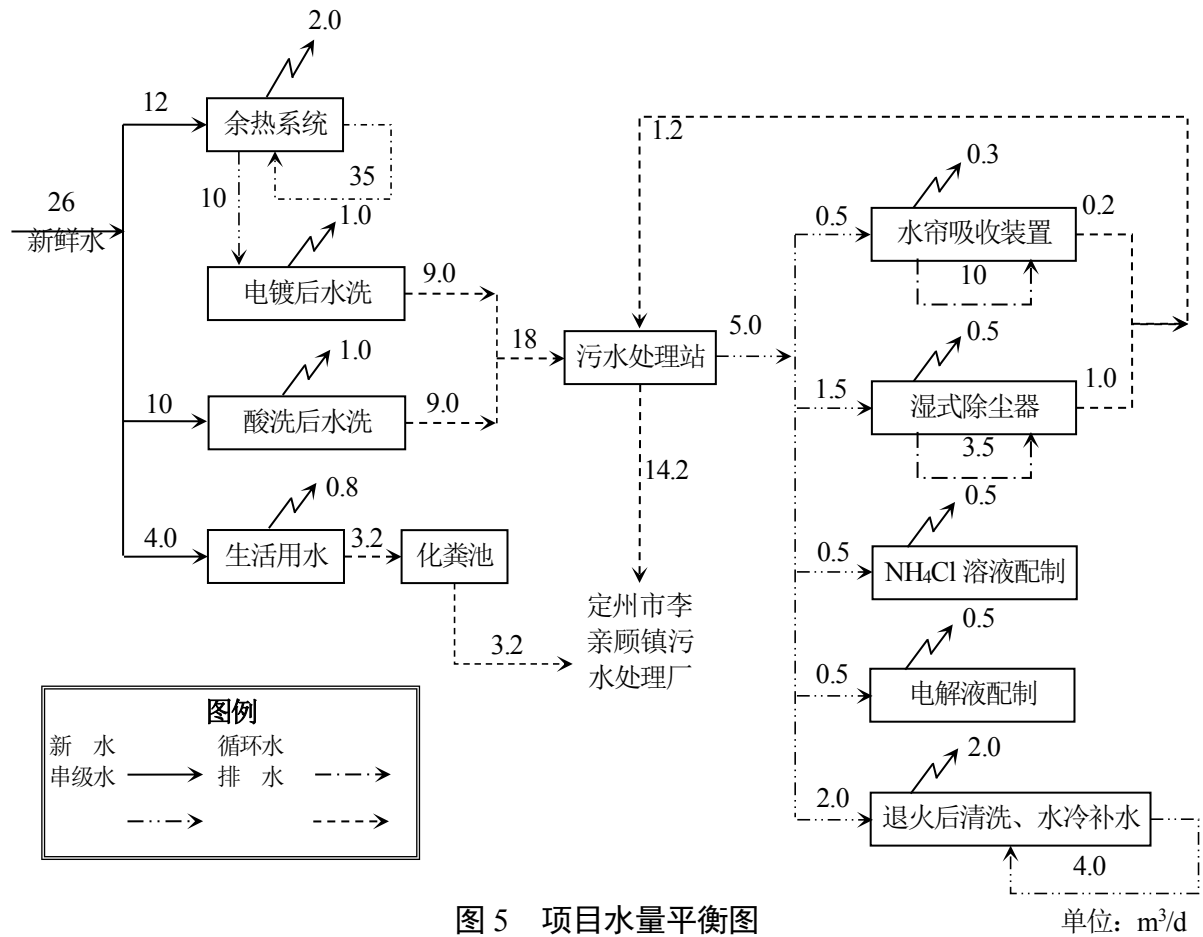 2.0
12
余热系统
35
10
26
新鲜水
1.0
电镀后水洗
9.0
18
1.0
10
酸洗后水洗
9.0
0.8
4.0
生活用水
3.2
化粪池
3.2
污水处理站
5.0
1.2
14.2
定州市李
亲顾镇污
水处理厂
0.3
0.5
水帘吸收装置
0.2
10
0.5
1.5
湿式除尘器
1.0
3.5
0.5
0.5
NH₄Cl 溶液配制
0.5
0.5
电解液配制
2.0
2.0
退火后清洗、水冷补水
4.0
图例
新 水 循环水
串级水 排 水
图 5 项目水量平衡图
单位：m³/d